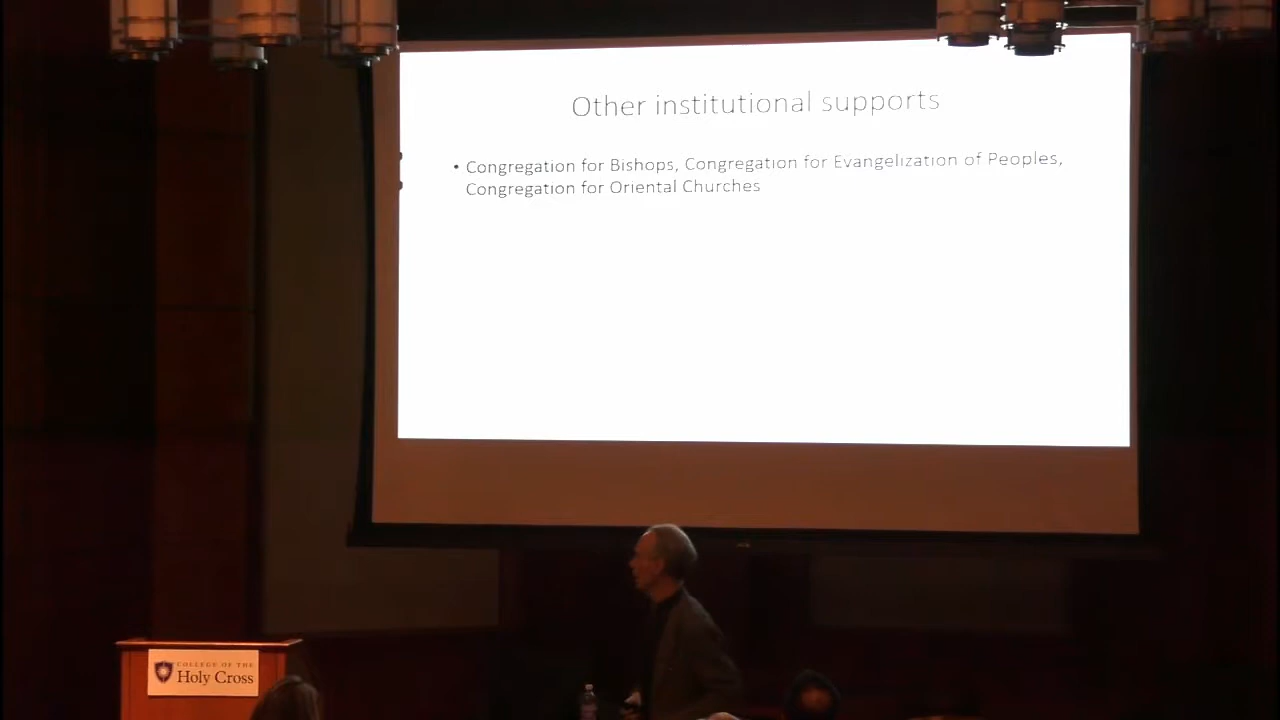 Other institutional supports
• Congregation for Bishops, Congregation for Evangelization of Peoples,
Congregation for Oriental Churches
COLLEGE OF THE
Holy Cross